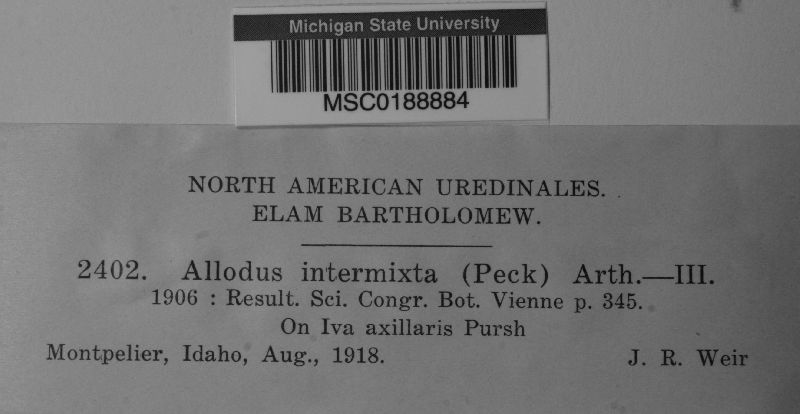 Michigan State University
MSC0188884
NORTH AMERICAN UREDINALES.
ELAM BARTHOLOMEW.
2402. Allodus intermixta (Peck) Arth.—III.
1906 : Result. Sci. Congr. Bot. Vienne p. 345.
On Iva axillaris Pursh
Montpelier, Idaho, Aug., 1918. J. R. Weir